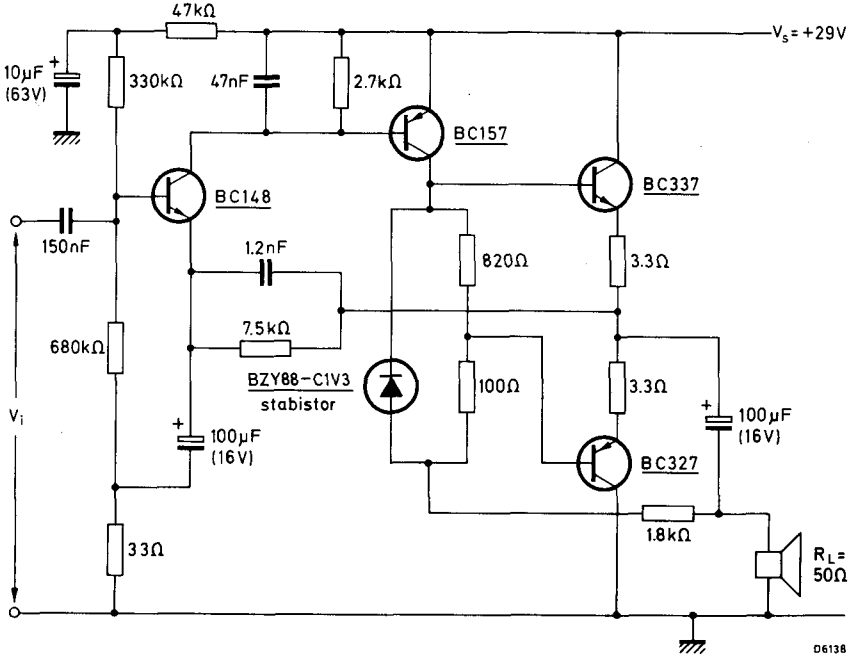 47kΩ
Vs = +29V
+
10µF
(63V)
330kΩ
47nF
2.7kΩ
BC157
BC148
BC337
150nF
1.2nF
820Ω
3.3Ω
7.5kΩ
680kΩ
BZY88-C1V3
stabistor
100Ω
3.3Ω
+
100µF
(16V)
Vi
+
100µF
(16V)
BC327
33Ω
1.8kΩ
RL=
50Ω
D6138